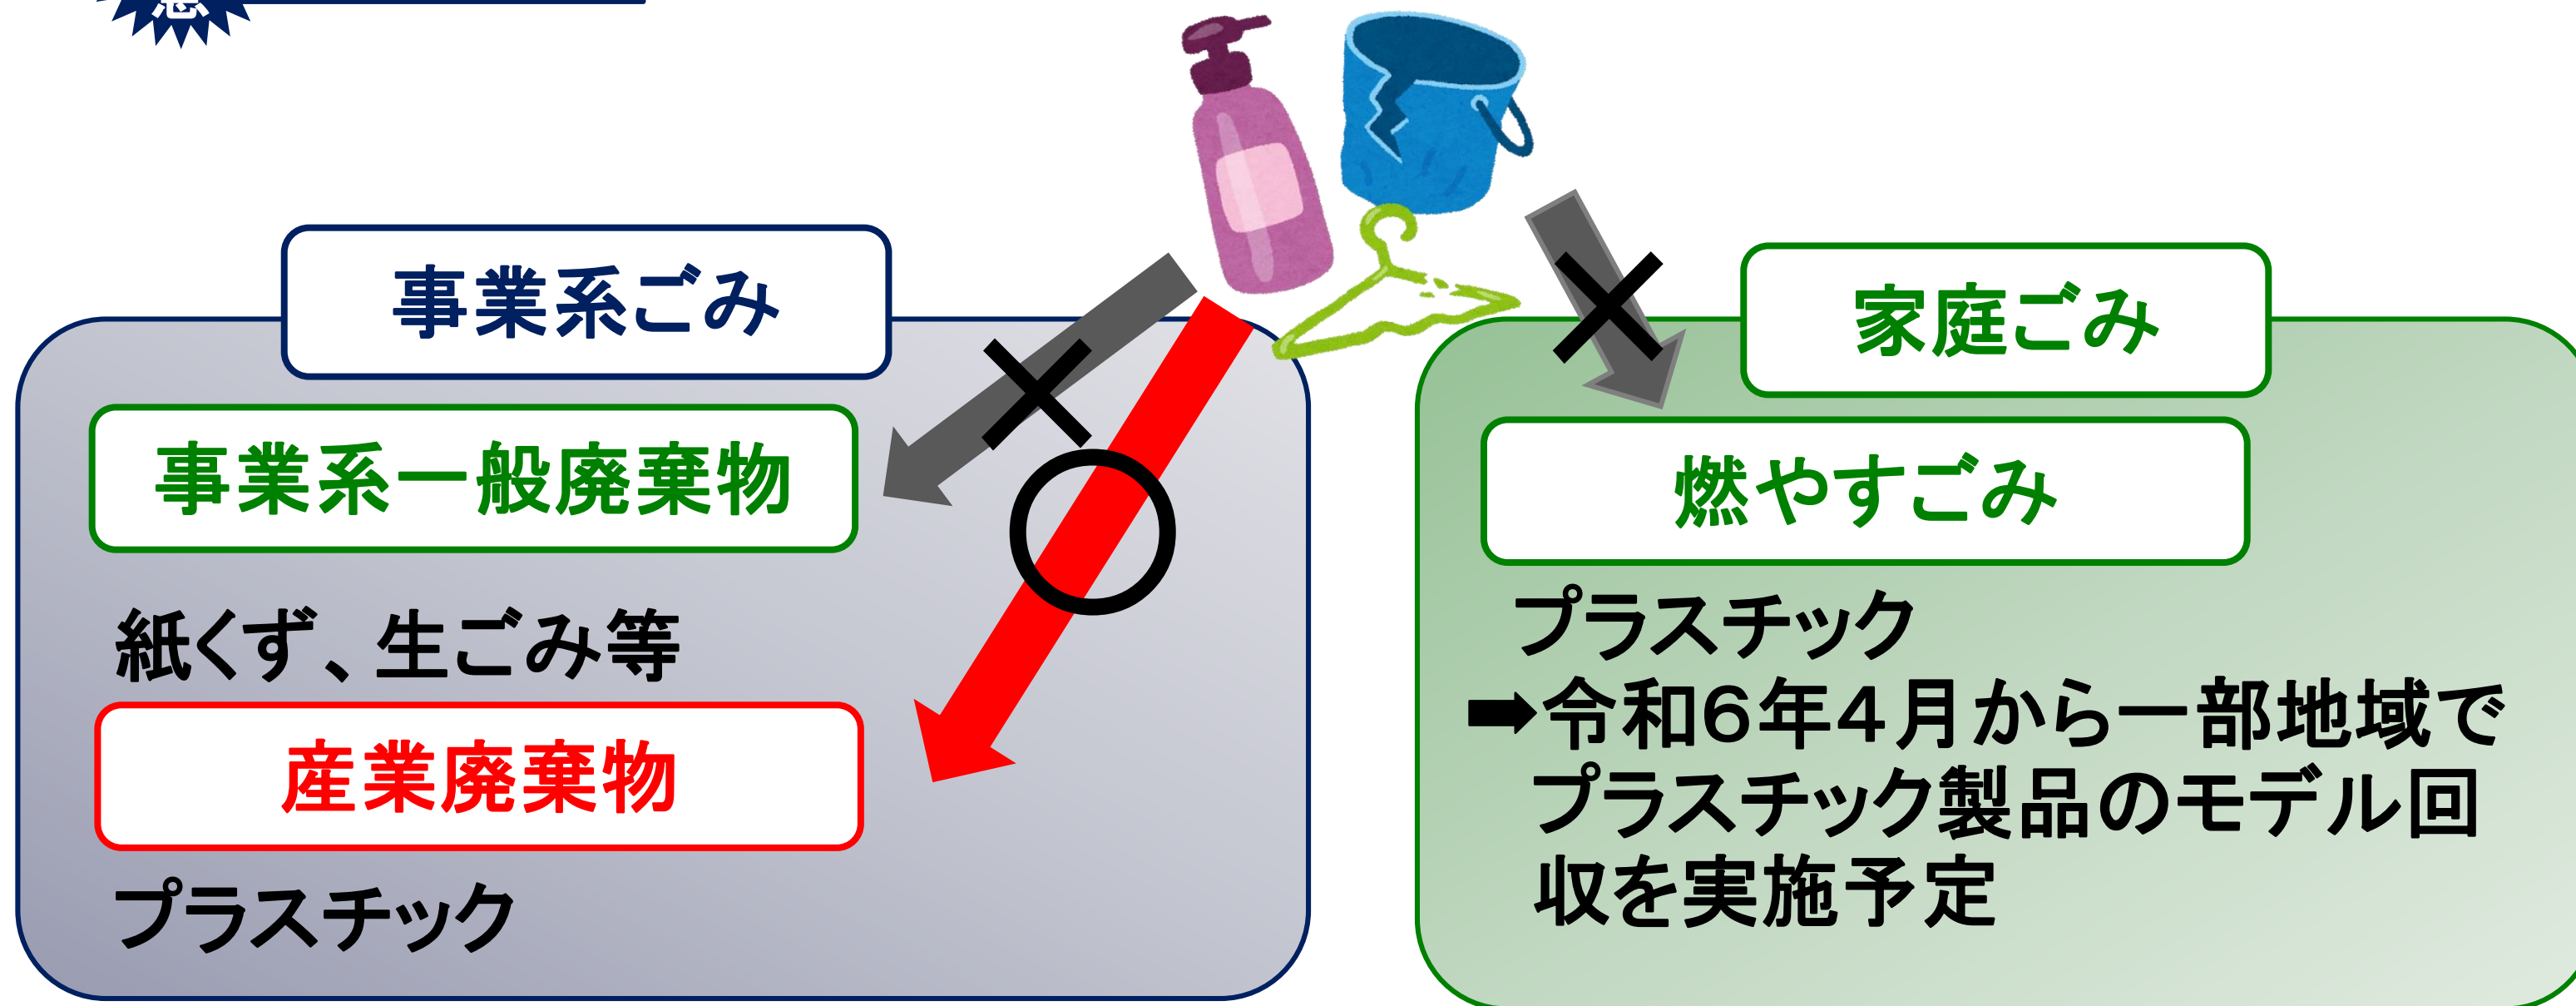 事業系ごみ
事業系一般廃棄物
紙くず、生ごみ等
産業廃棄物
プラスチック
家庭ごみ
燃やすごみ
プラスチック
➡令和6年4月から一部地域で
プラスチック製品のモデル回
収を実施予定